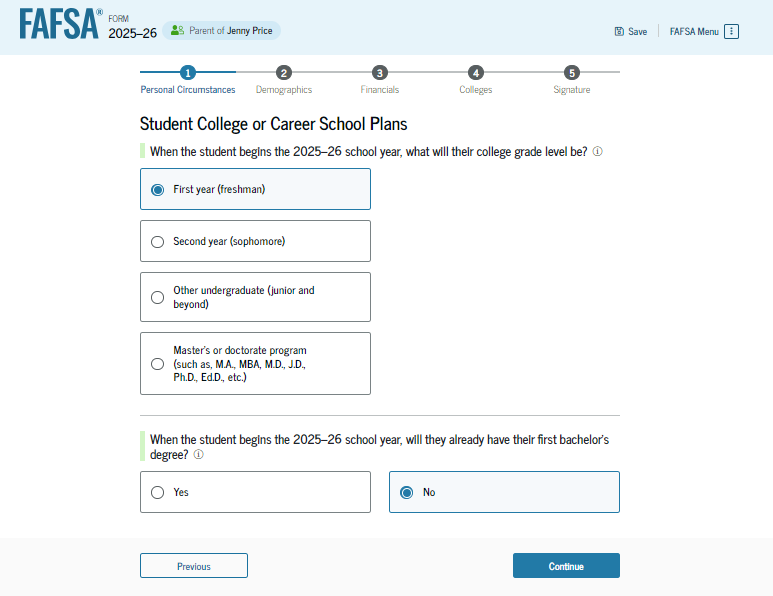 FAFSA®
FORM
2025–26
Parent of Jenny Price
Save
FAFSA Menu
1
2
3
4
5
Personal Circumstances
Demographics
Financials
Colleges
Signature
Student College or Career School Plans
When the student begins the 2025–26 school year, what will their college grade level be?
First year (freshman)
Second year (sophomore)
Other undergraduate (junior and
beyond)
Master's or doctorate program
(such as, M.A., MBA, M.D., J.D.,
Ph.D., Ed.D., etc.)
When the student begins the 2025–26 school year, will they already have their first bachelor's
degree?
Yes
No
Previous
Continue